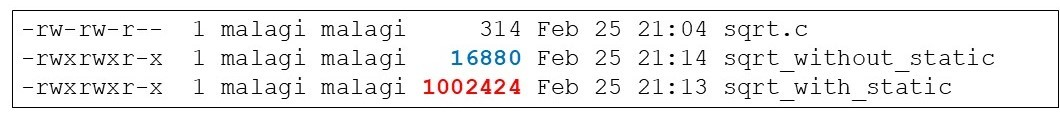 -rw-rw-r--  1 malagi malagi     314 Feb 25 21:04 sqrt.c
-rwxrwxr-x  1 malagi malagi   16880 Feb 25 21:14 sqrt_without_static
-rwxrwxr-x  1 malagi malagi 1002424 Feb 25 21:13 sqrt_with_static